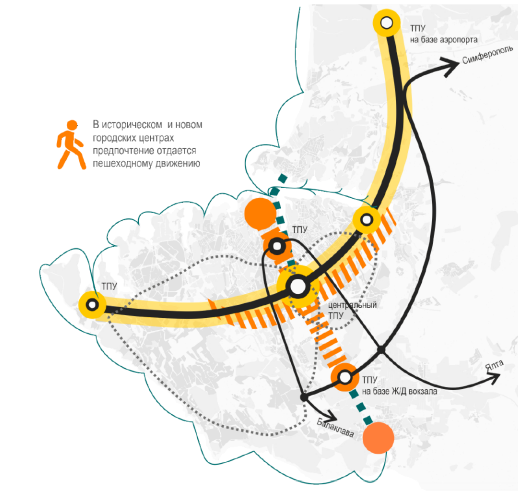 ТПУ
на базе аэропорта
Симферополь
В историческом и новом
городских центрах
предпочтение отдается
пешеходному движению
ТПУ
ТПУ
центральный
ТПУ
Ялта
ТПУ
на базе Ж/Д вокзала
Балаклава